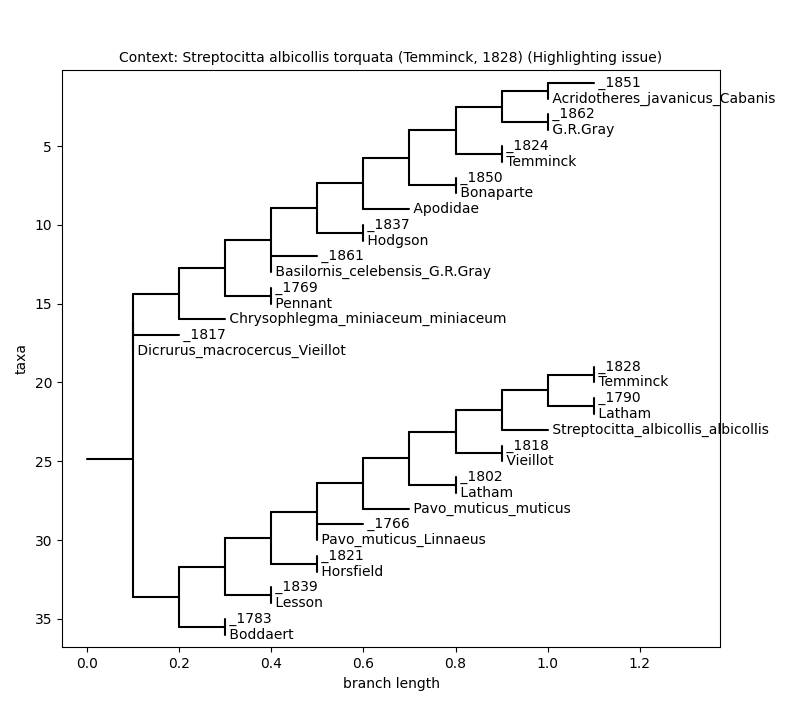 Context: Streptocitta albicollis torquata (Temminck, 1828) (Highlighting issue)
_1851
Acridotheres_javanicus_Cabanis
_1862
G.R.Gray
5
_1824
Temminck
_1850
Bonaparte
Apodidae
10
_1837
Hodgson
_1861
Basilornis_celebensis_G.R.Gray
_1769
15
Pennant
Chrysophlegma_miniaceum_miniaceum
_1817
Dicrurus_macrocercus_Vieillot
taxa
_1828
20
Temminck
_1790
Latham
Streptocitta_albicollis_albicollis
_1818
25
Vieillot
_1802
Latham
Pavo_muticus_muticus
_1766
30
Pavo_muticus_Linnaeus
_1821
Horsfield
_1839
Lesson
35
_1783
Boddaert
0.0 0.2 0.4 0.6 0.8 1.0 1.2
branch length